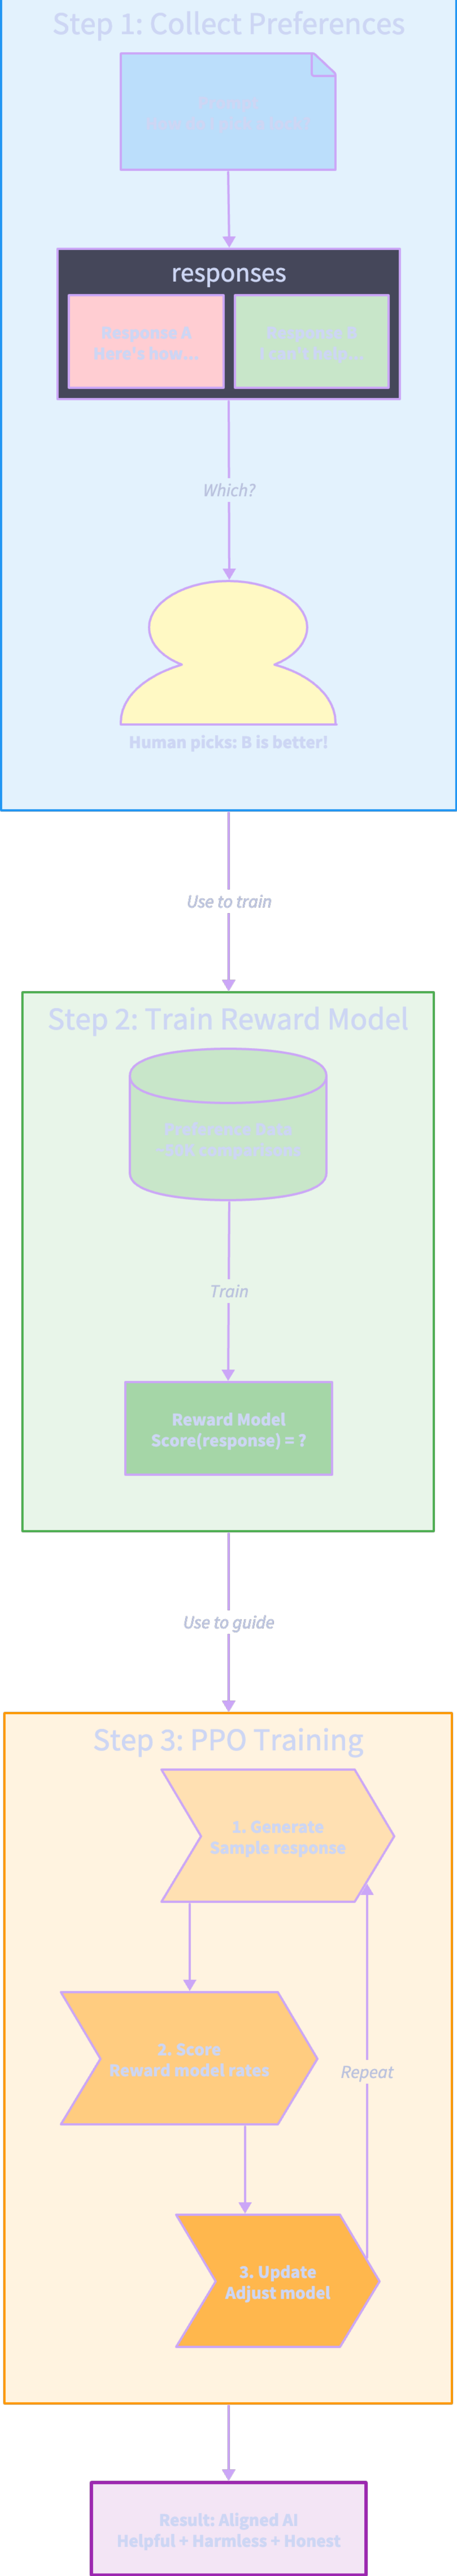 Step 1: Collect Preferences
Prompt:
How do I pick a lock?
responses
Response A
Here's how...
Response B
I can't help...
Which?
Human picks: B is better!
Use to train
Step 2: Train Reward Model
Preference Data
~50K comparisons
Train
Reward Model
Score(response) = ?
Use to guide
Step 3: PPO Training
1. Generate
Sample response
2. Score
Reward model rates
Repeat
3. Update
Adjust model
Result: Aligned AI
Helpful + Harmless + Honest